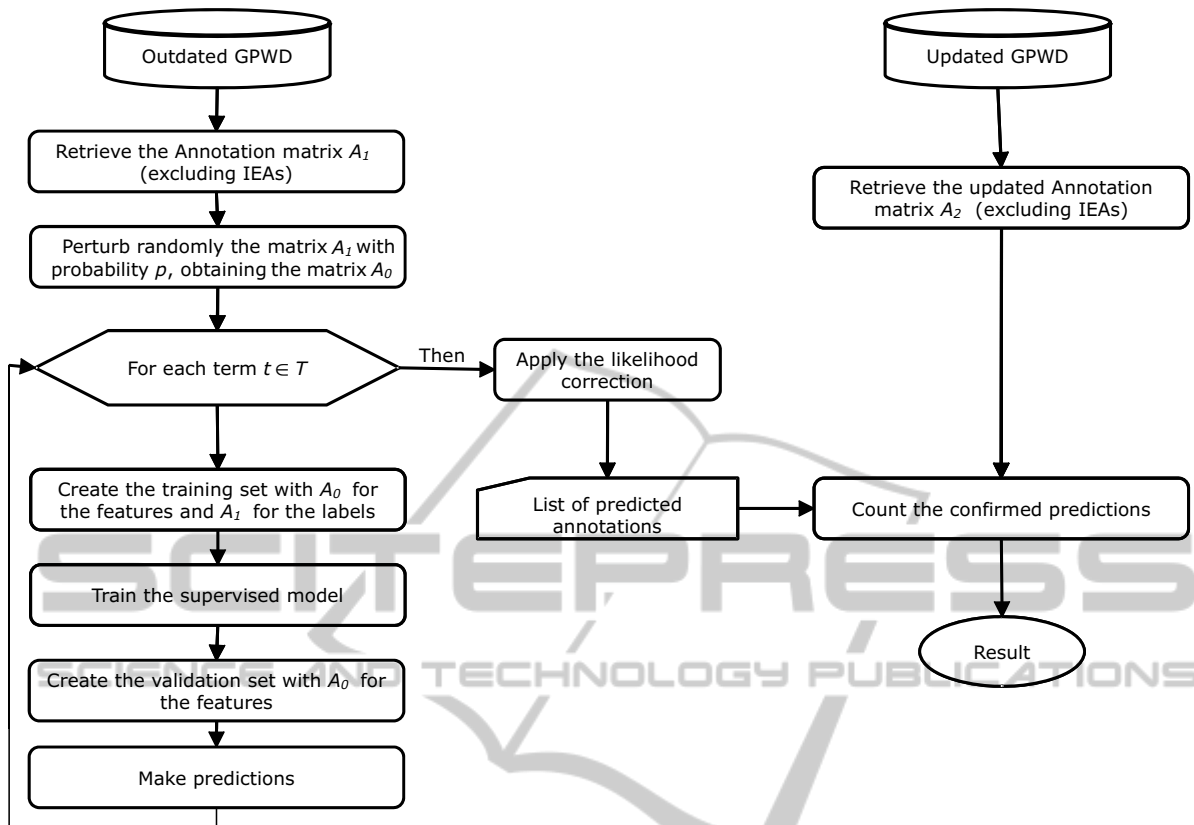 Outdated GPWD
Retrieve the Annotation matrix A₁
(excluding IEAs)
Perturb randomly the matrix A₁ with
probability p, obtaining the matrix A₀
For each term t ∈ T
Then
Create the training set with A₀ for
the features and A₁ for the labels
Train the supervised model
Create the validation set with A₀ for
the features
Make predictions
Apply the likelihood
correction
List of predicted
annotations
Updated GPWD
Retrieve the updated Annotation
matrix A₂ (excluding IEAs)
Count the confirmed predictions
Result
SCITEPRESS
SCIENCE AND TECHNOLOGY PUBLICATIONS